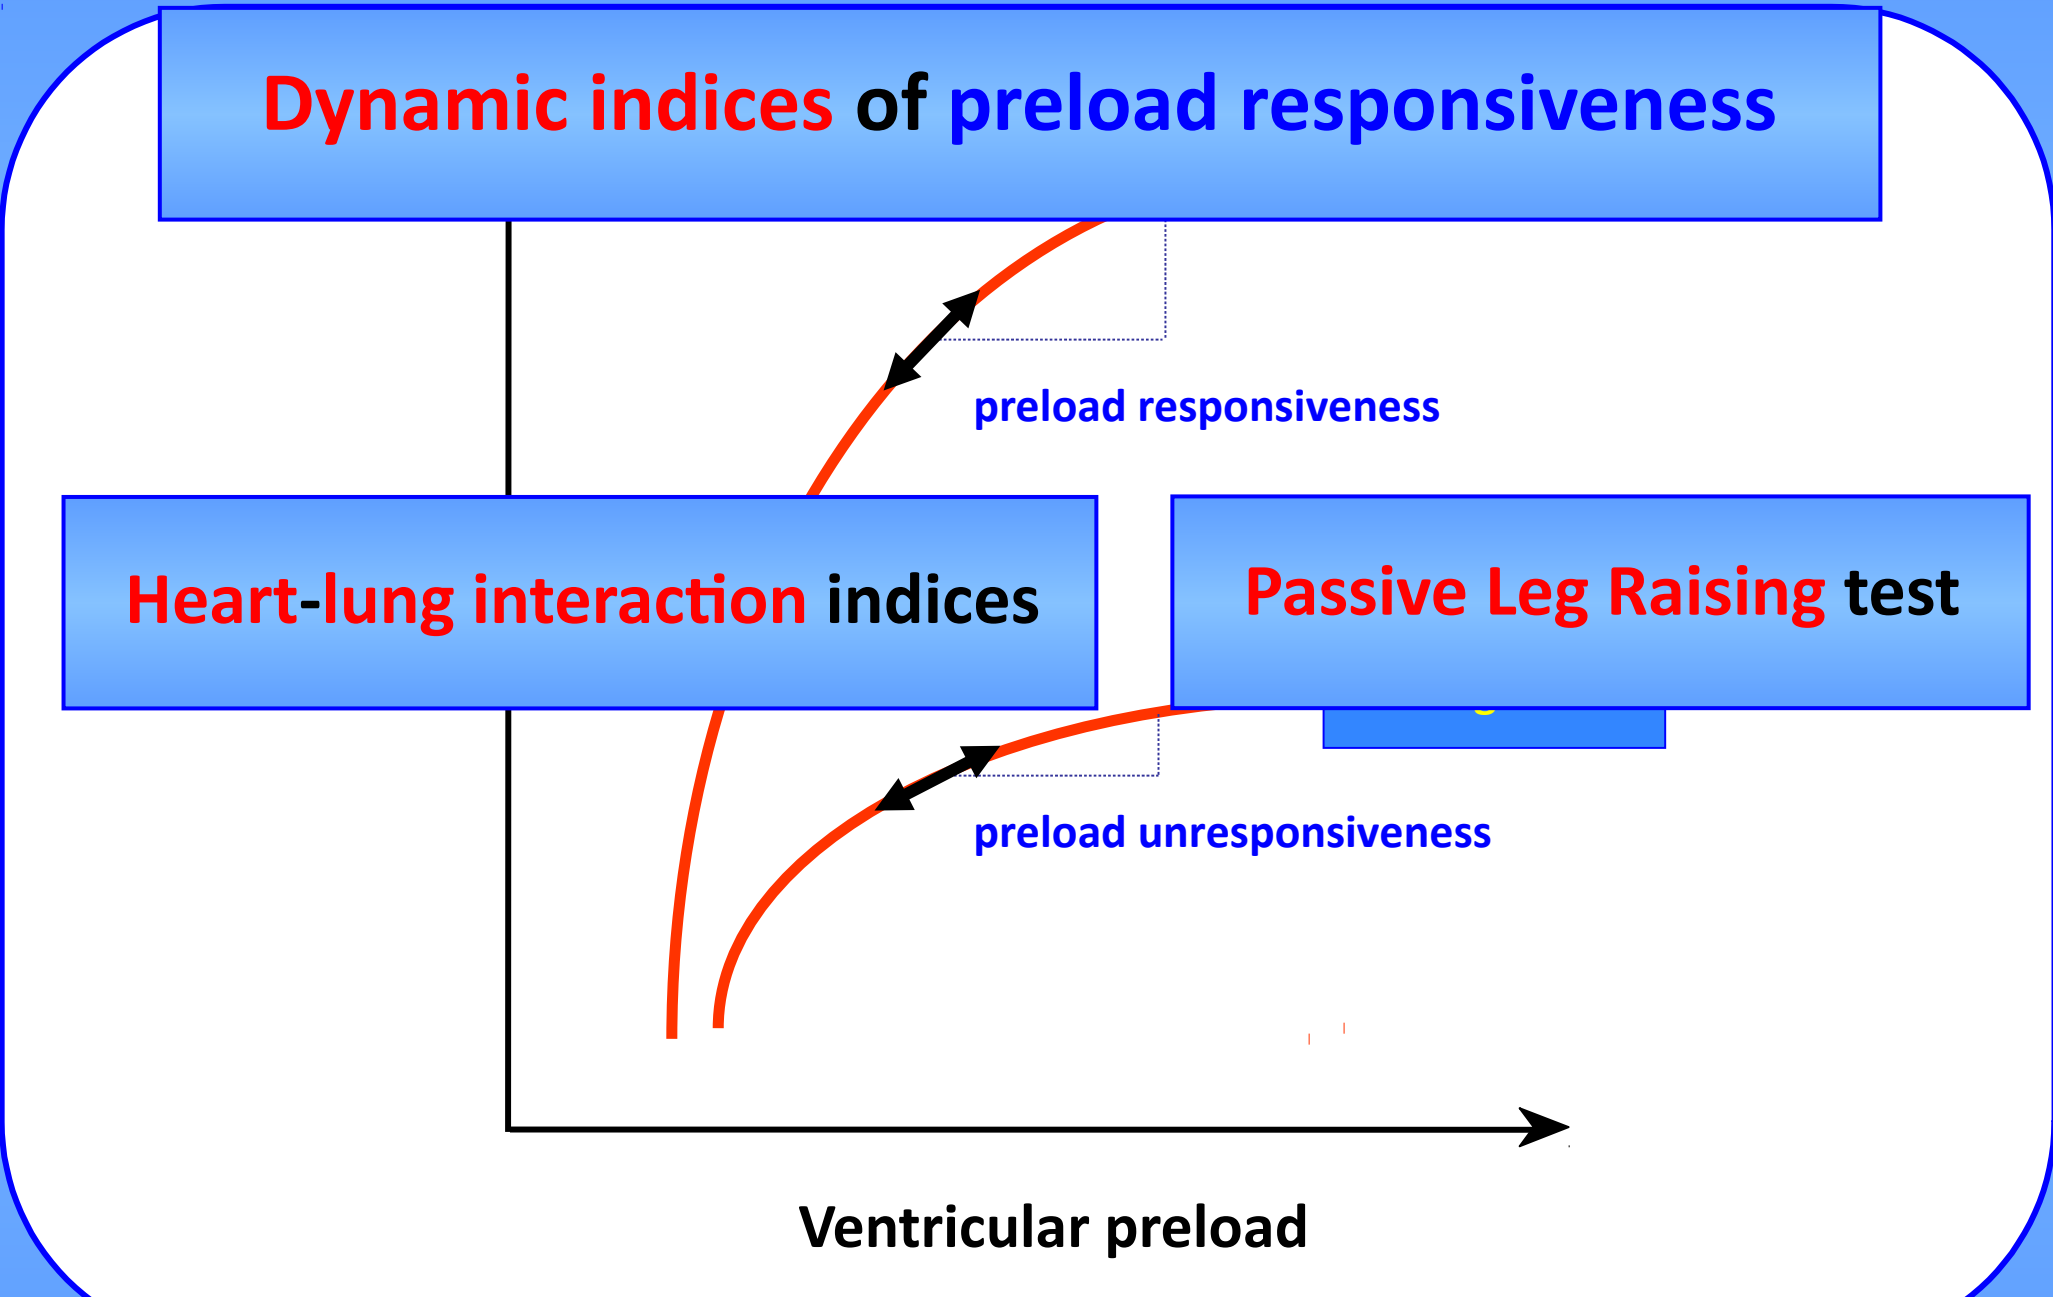 Dynamic indices of preload responsiveness
preload responsiveness
Heart-lung interaction indices
Passive Leg Raising test
preload unresponsiveness
Ventricular preload